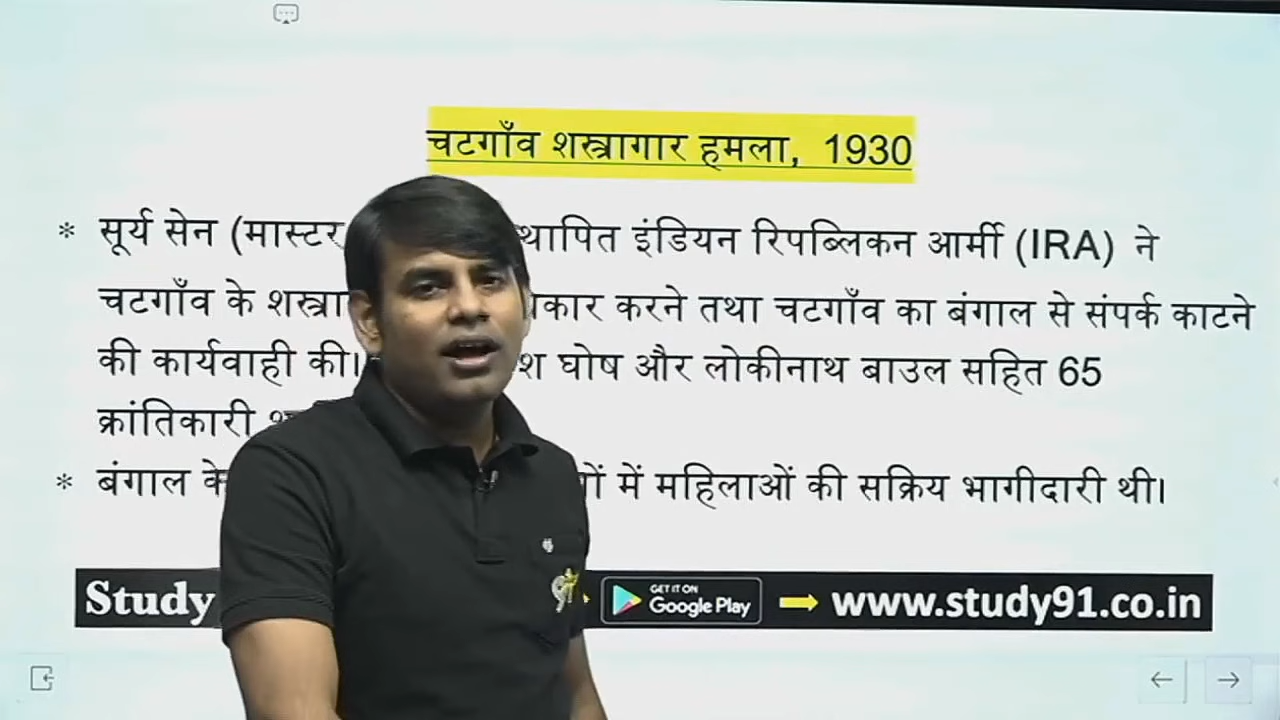 चटगाँव शस्त्रागार हमला, 1930
* सूर्य सेन (मास्टर थापित इंडियन रिपब्लिकन आर्मी (IRA) ने
चटगाँव के शस्त्रा करने तथा चटगाँव का बंगाल से संपर्क काटने
की कार्यवाही की। घोष और लोकीनाथ बाउल सहित 65
क्रांतिकारी
* बंगाल के में महिलाओं की सक्रिय भागीदारी थी।
Study GET IT ON Google Play www.study91.co.in
91